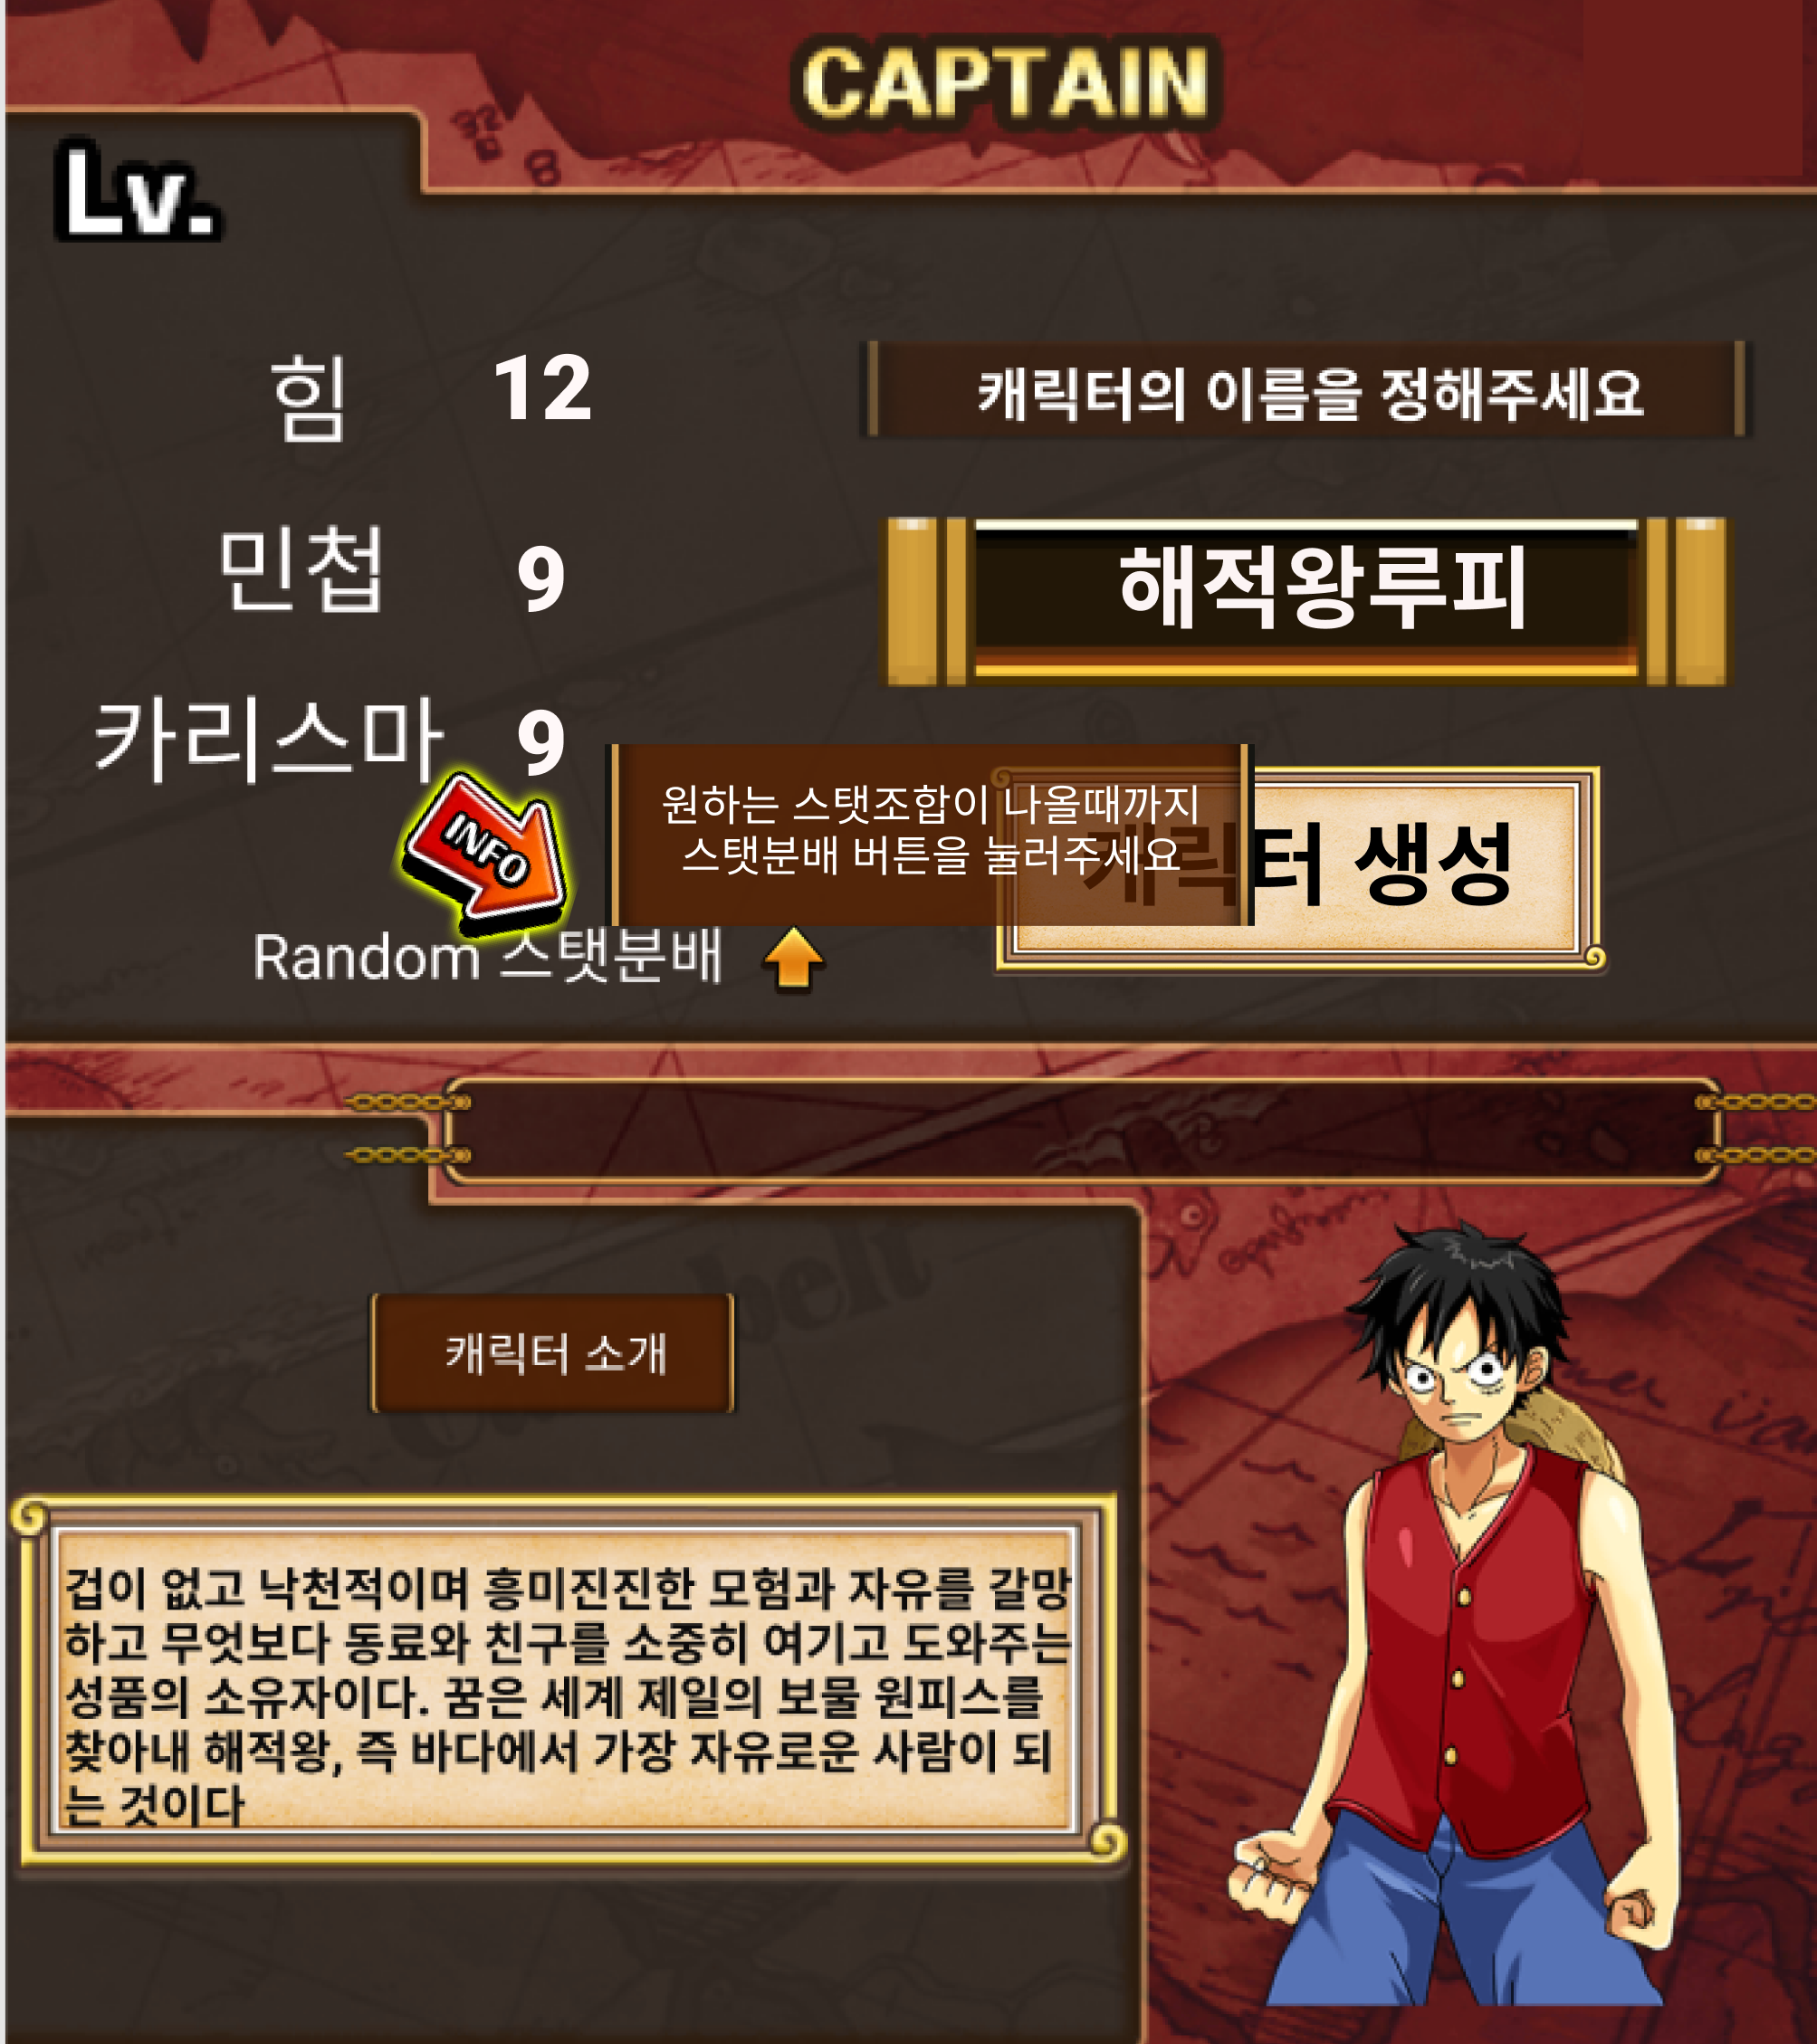 CAPTAIN
Lv.
힘 12
캐릭터의 이름을 정해주세요
민첩 9
해적왕루피
카리스마 9
INFO
원하는 스탯조합이 나올때까지
스탯분배 버튼을 눌러주세요
캐릭터 생성
Random 스탯분배
캐릭터 소개
겁이 없고 낙천적이며 흥미진진한 모험과 자유를 갈망
하고 무엇보다 동료와 친구를 소중히 여기고 도와주는
성품의 소유자이다. 꿈은 세계 제일의 보물 원피스를
찾아내 해적왕, 즉 바다에서 가장 자유로운 사람이 되
는 것이다